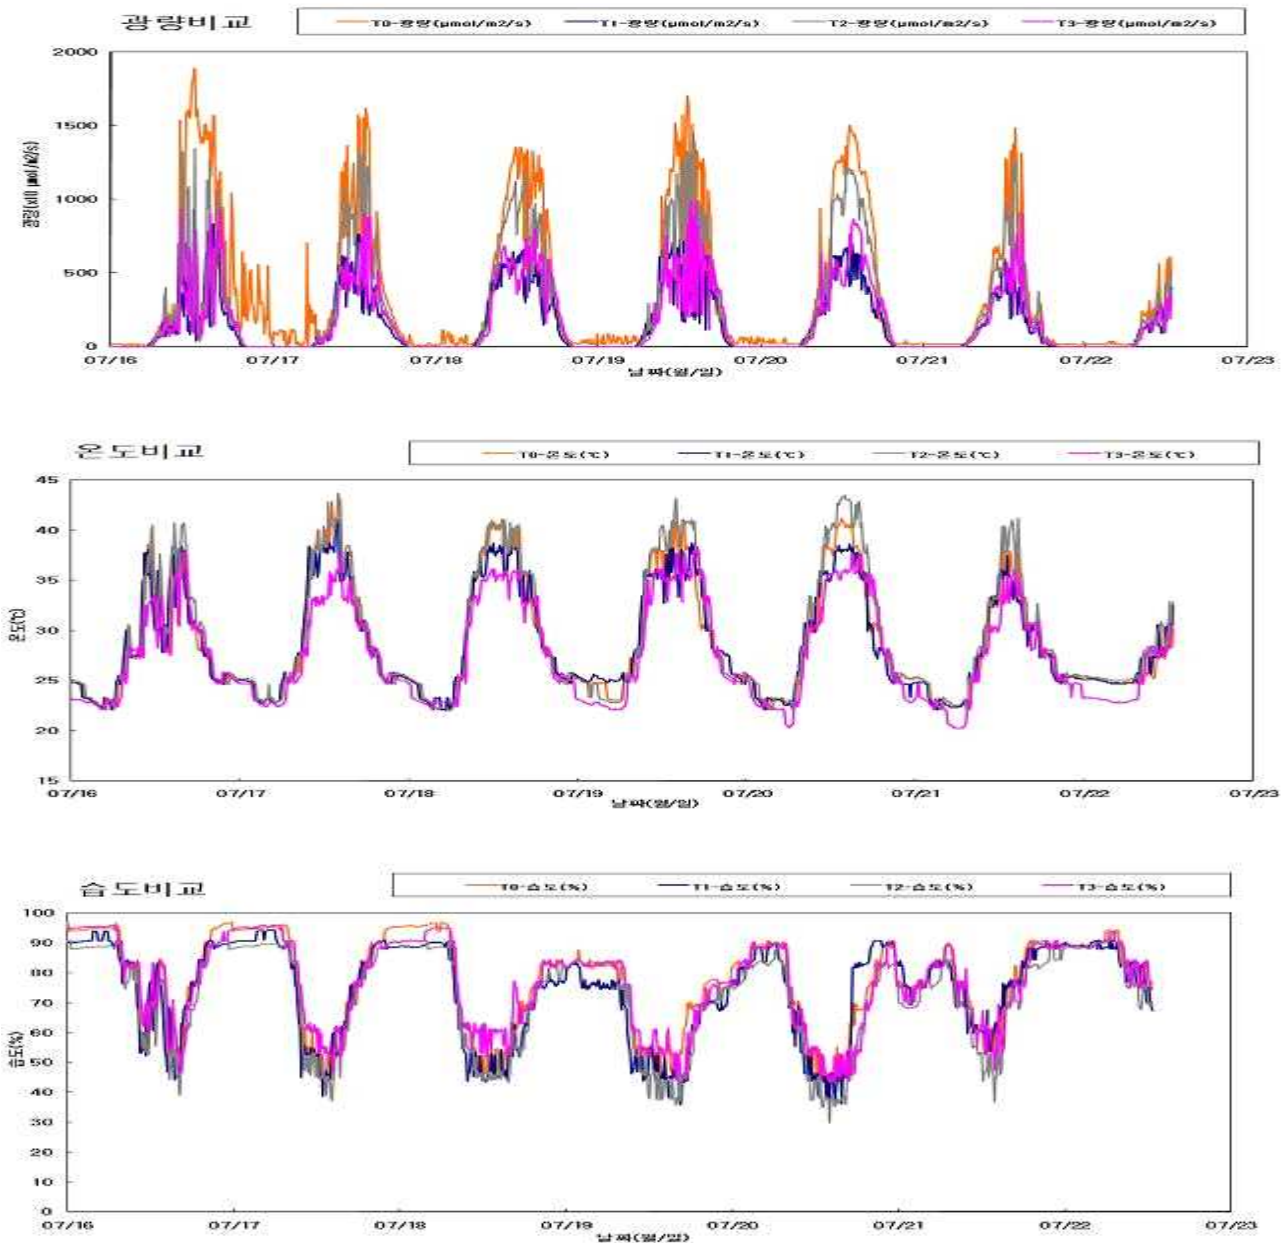 광량비교
T0-광량(μmol/m2/s) T1-광량(μmol/m2/s) T2-광량(μmol/m2/s) T3-광량(μmol/m2/s)
2000
1500
1000
500
0
광량(x10 μmol/m2/s)
07/16 07/17 07/18 07/19 07/20 07/21 07/22 07/23
날짜(월/일)
온도비교
T0-온도(℃) T1-온도(℃) T2-온도(℃) T3-온도(℃)
45
40
35
30
25
20
15
온도(℃)
07/16 07/17 07/18 07/19 07/20 07/21 07/22 07/23
날짜(월/일)
습도비교
T0-습도(%) T1-습도(%) T2-습도(%) T3-습도(%)
100
90
80
70
60
50
40
30
20
10
0
습도(%)
07/16 07/17 07/18 07/19 07/20 07/21 07/22 07/23
날짜(월/일)